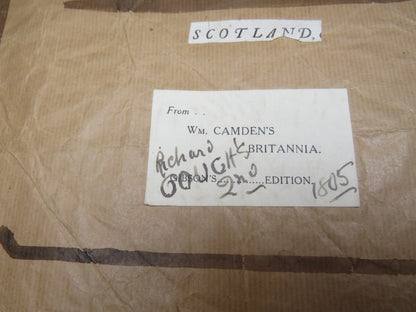 SCOTLAND,
From . .
Wm. CAMDEN'S
BRITANNIA.
Richard
GOUGH'S
GIBSON'S............EDITION.
2nd
1805